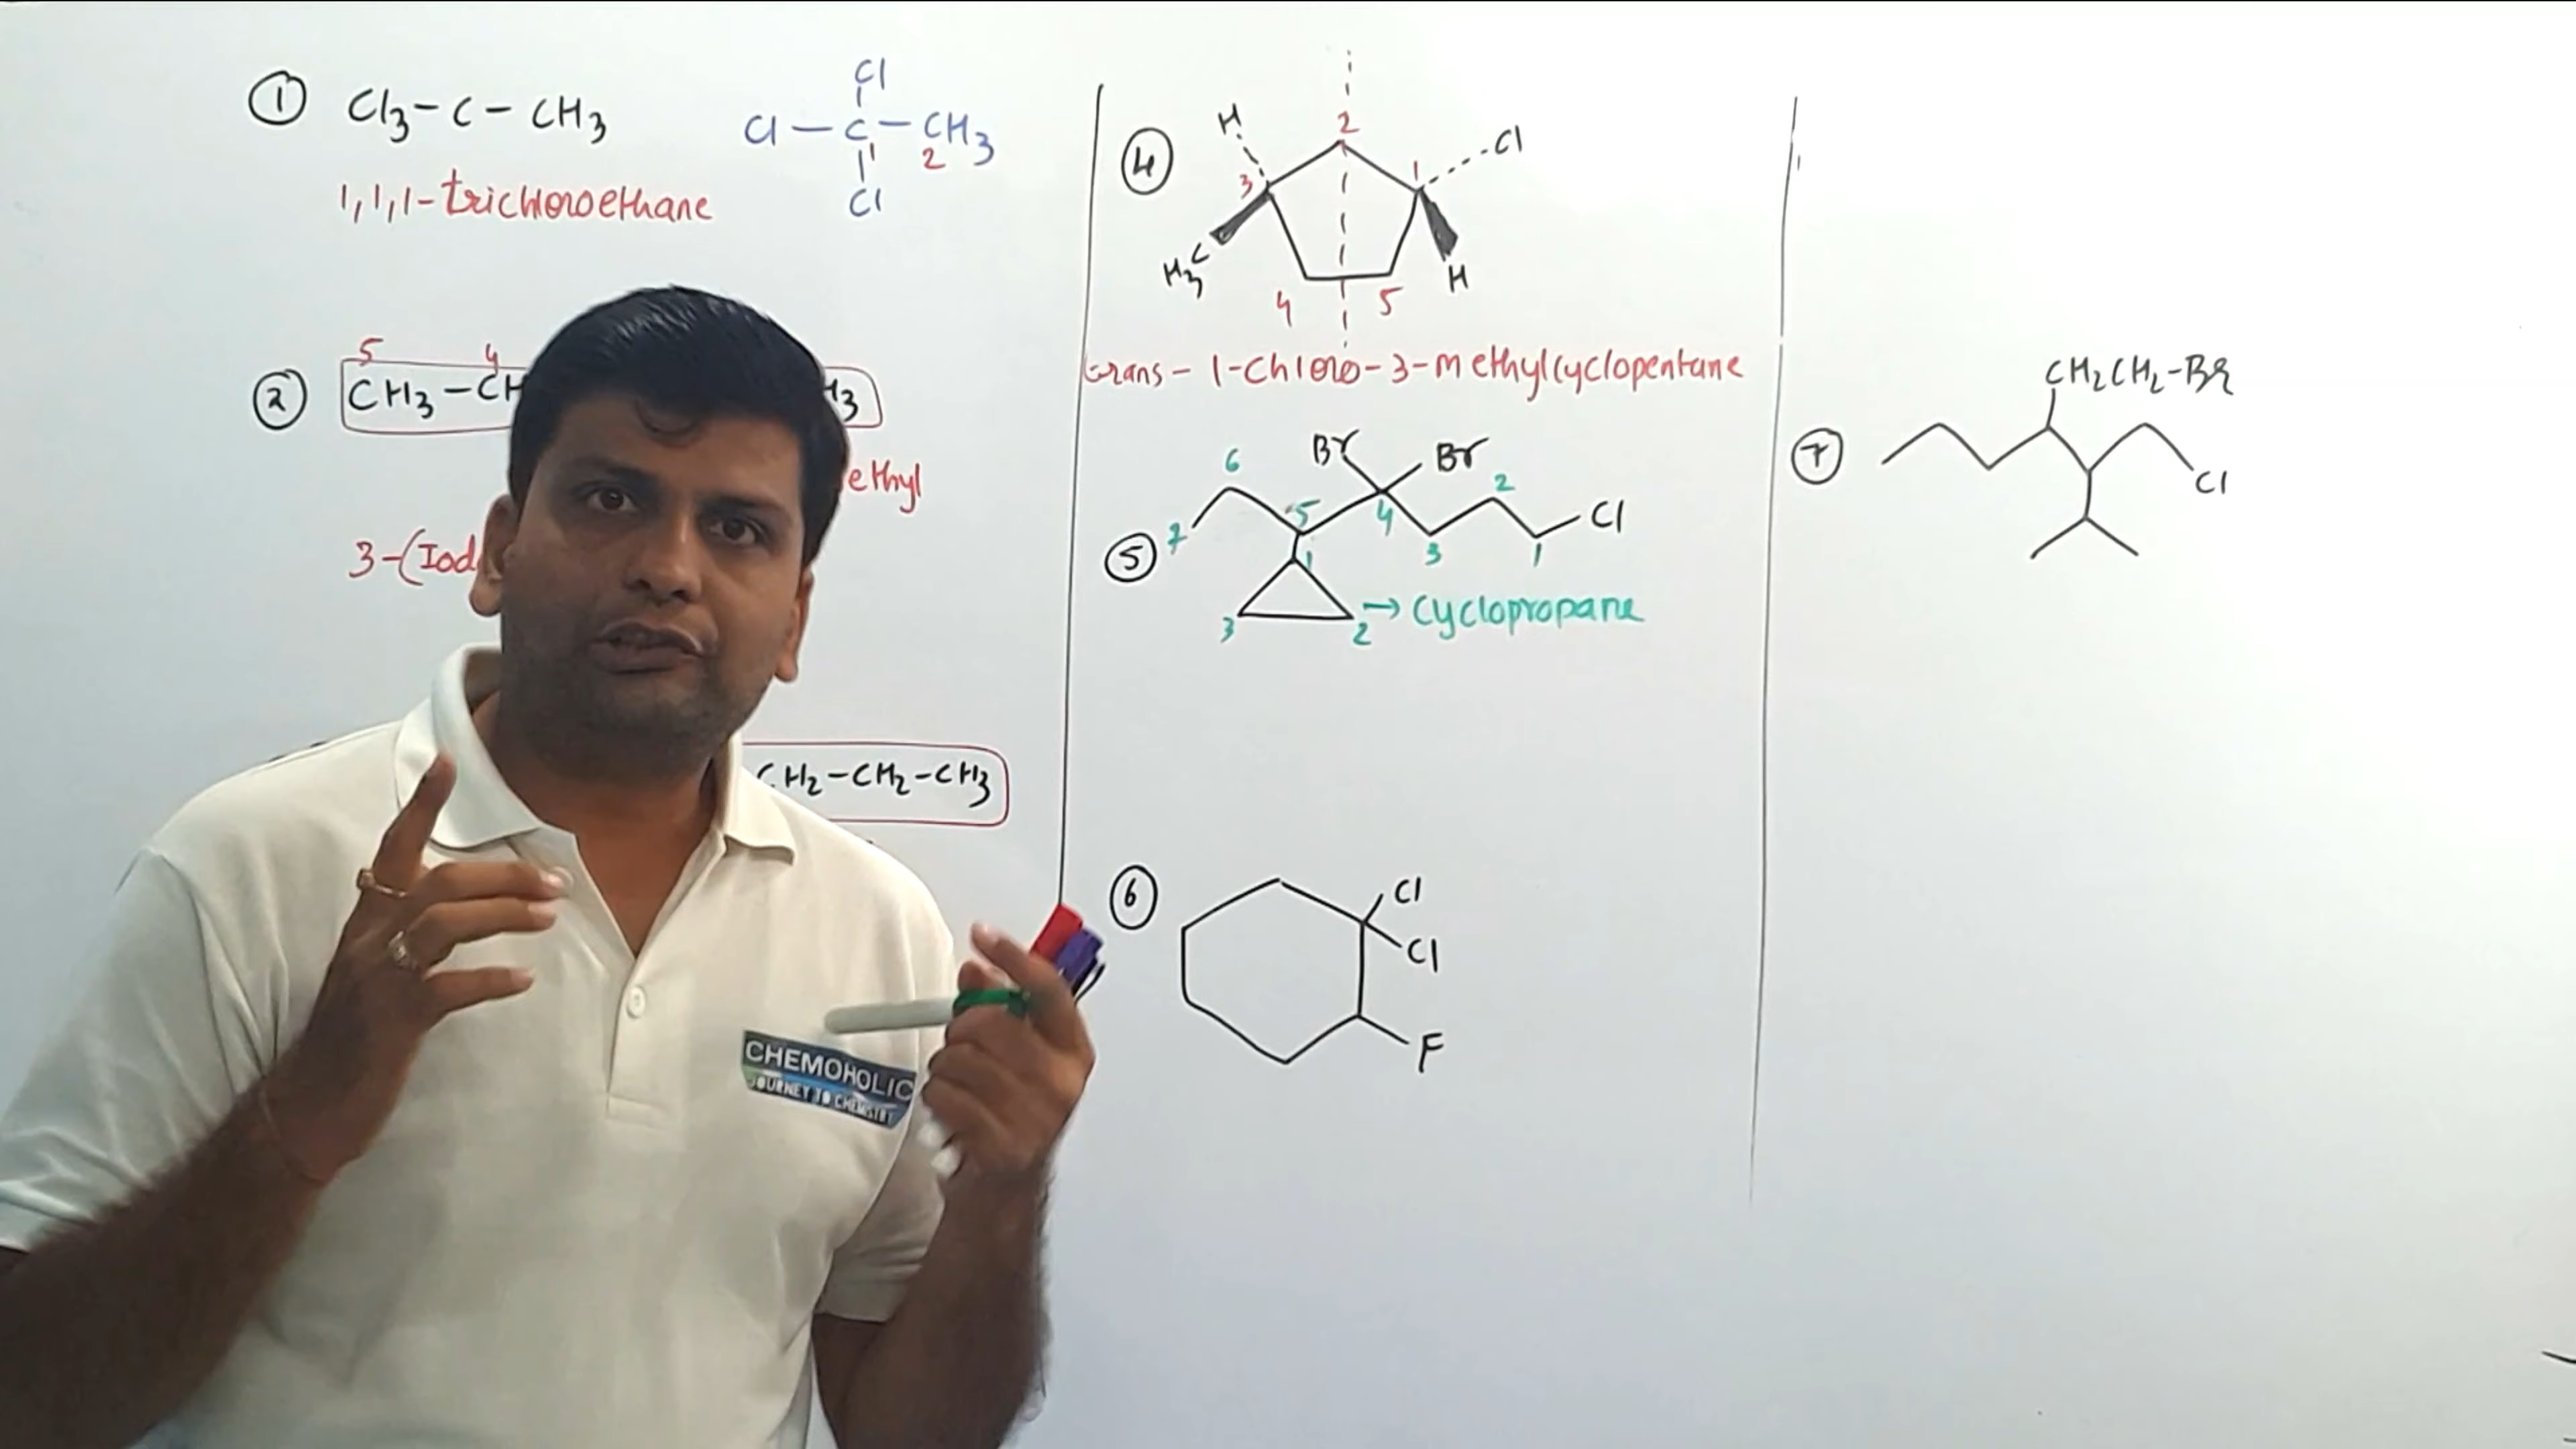 ① Cl3-C-CH3
Cl
Cl-C-CH3
1 2
Cl
1,1,1-trichloroethane
② 5 4
CH3-CH
H3
ethyl
3-(Iod
CH2-CH2-CH3
④ H 2 Cl
3 1
H3C H
4 5
trans-1-Chloro-3-methylcyclopentane
⑤ Br Br
6 5 4 2 Cl
7 3 1
1
3 2 → Cyclopropane
⑥ Cl
Cl
F
⑦ CH2CH2-Br
Cl
CHEMOHOLIC
JOURNEY TO CHEMISTRY